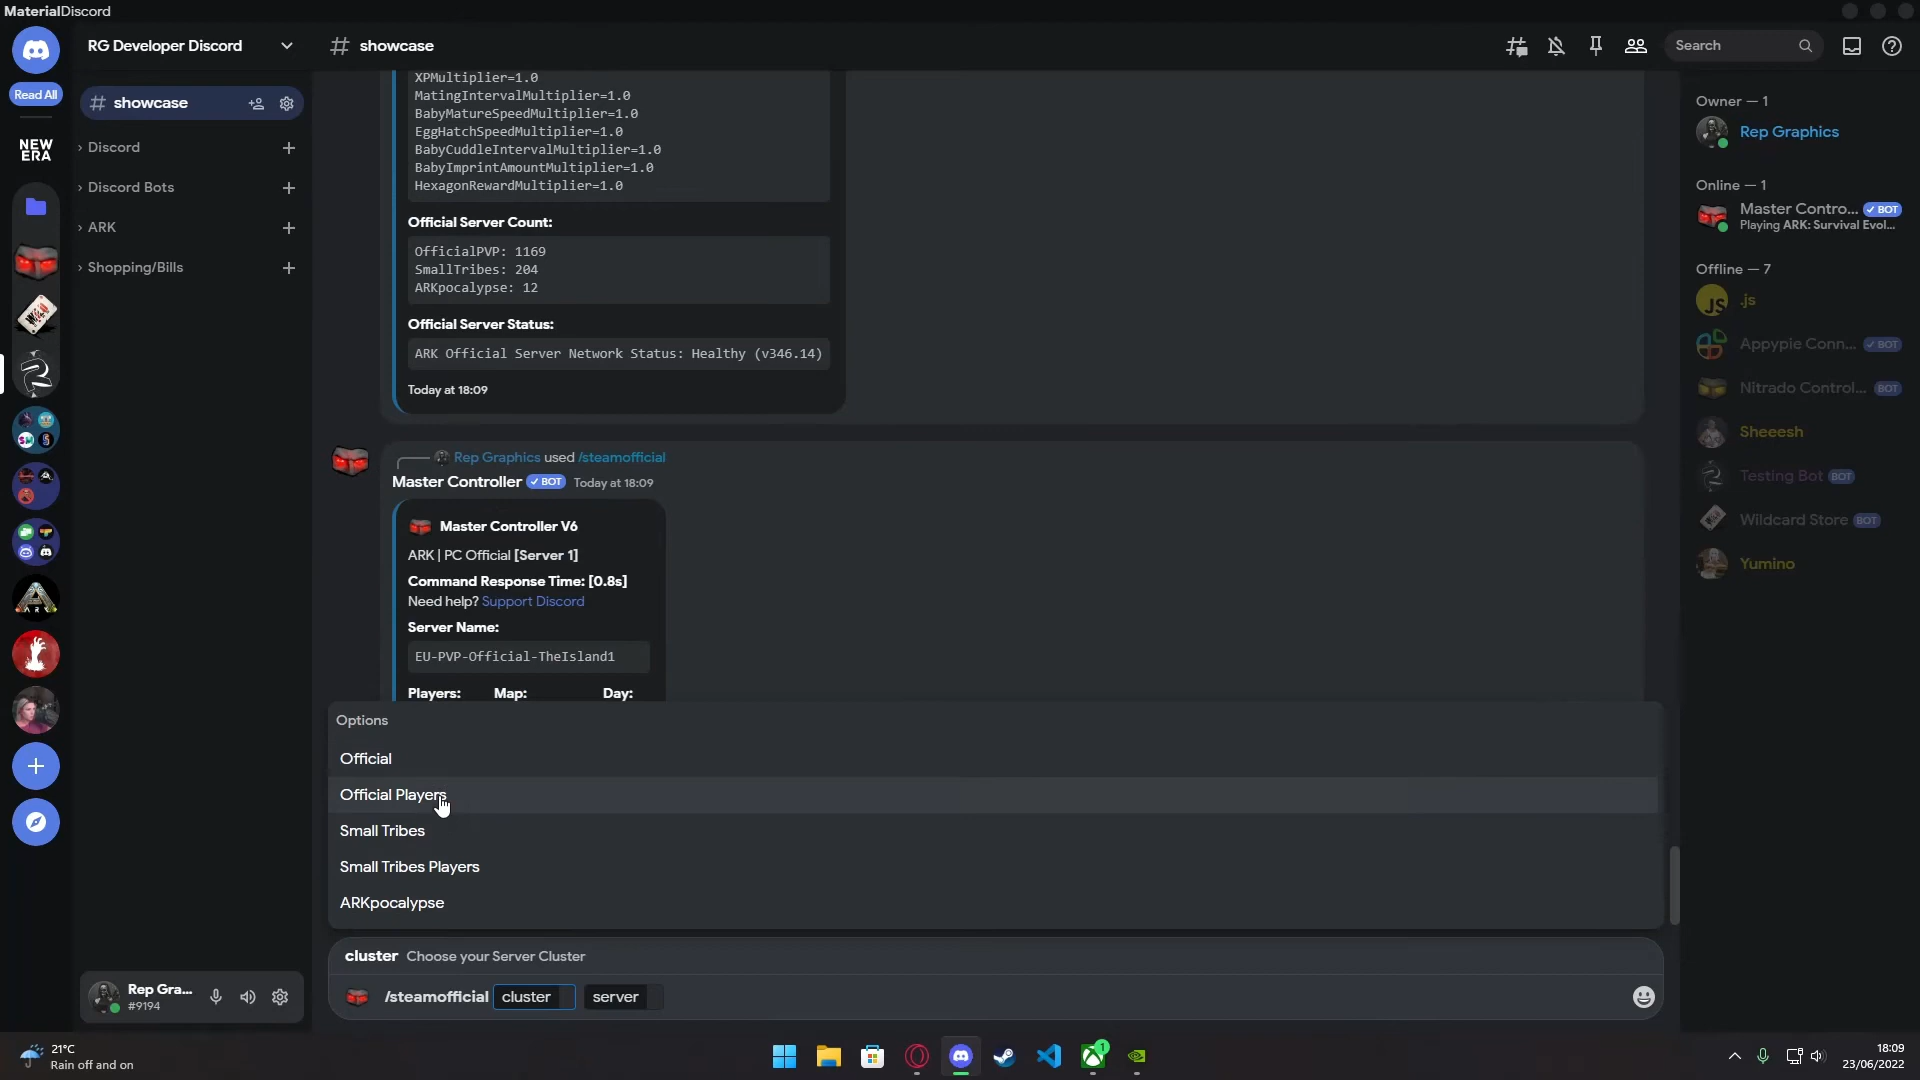 MaterialDiscord
Read All
NEW
ERA
ARK
RG Developer Discord
showcase
Discord
Discord Bots
ARK
Shopping/Bills
Rep Gra...
#9194
# showcase
Search
XPMultiplier=1.0
MatingIntervalMultiplier=1.0
BabyMatureSpeedMultiplier=1.0
EggHatchSpeedMultiplier=1.0
BabyCuddleIntervalMultiplier=1.0
BabyImprintAmountMultiplier=1.0
HexagonRewardMultiplier=1.0
Official Server Count:
OfficialPVP: 1169
SmallTribes: 204
ARKpocalypse: 12
Official Server Status:
ARK Official Server Network Status: Healthy (v346.14)
Today at 18:09
Rep Graphics used /steamofficial
Master Controller ✓ BOT Today at 18:09
Master Controller V6
ARK | PC Official [Server 1]
Command Response Time: [0.8s]
Need help? Support Discord
Server Name:
EU-PVP-Official-TheIsland1
Players: Map: Day:
Options
Official
Official Players
Small Tribes
Small Tribes Players
ARKpocalypse
cluster Choose your Server Cluster
/steamofficial cluster server
Owner — 1
Rep Graphics
Online — 1
Master Contro... ✓ BOT
Playing ARK: Survival Evol...
Offline — 7
JS .js
Appypie Conn... ✓ BOT
Nitrado Control... BOT
Sheeesh
Testing Bot BOT
Wildcard Store BOT
Yumino
21°C
Rain off and on
1
18:09
23/06/2022